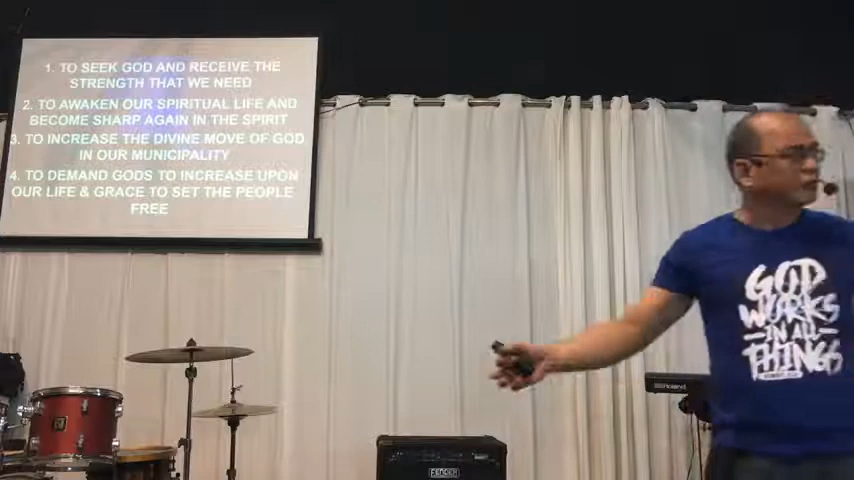 1. TO SEEK GOD AND RECEIVE THE
STRENGTH THAT WE NEED
2. TO AWAKEN OUR SPIRITUAL LIFE AND
BECOME SHARP AGAIN IN THE SPIRIT
3. TO INCREASE THE DIVINE MOVE OF GOD
IN OUR MUNICIPALITY
4. TO DEMAND GODS TO INCREASE UPON
OUR LIFE & GRACE TO SET THE PEOPLE
FREE
GOD
WORKS
IN ALL
THINGS
Roland